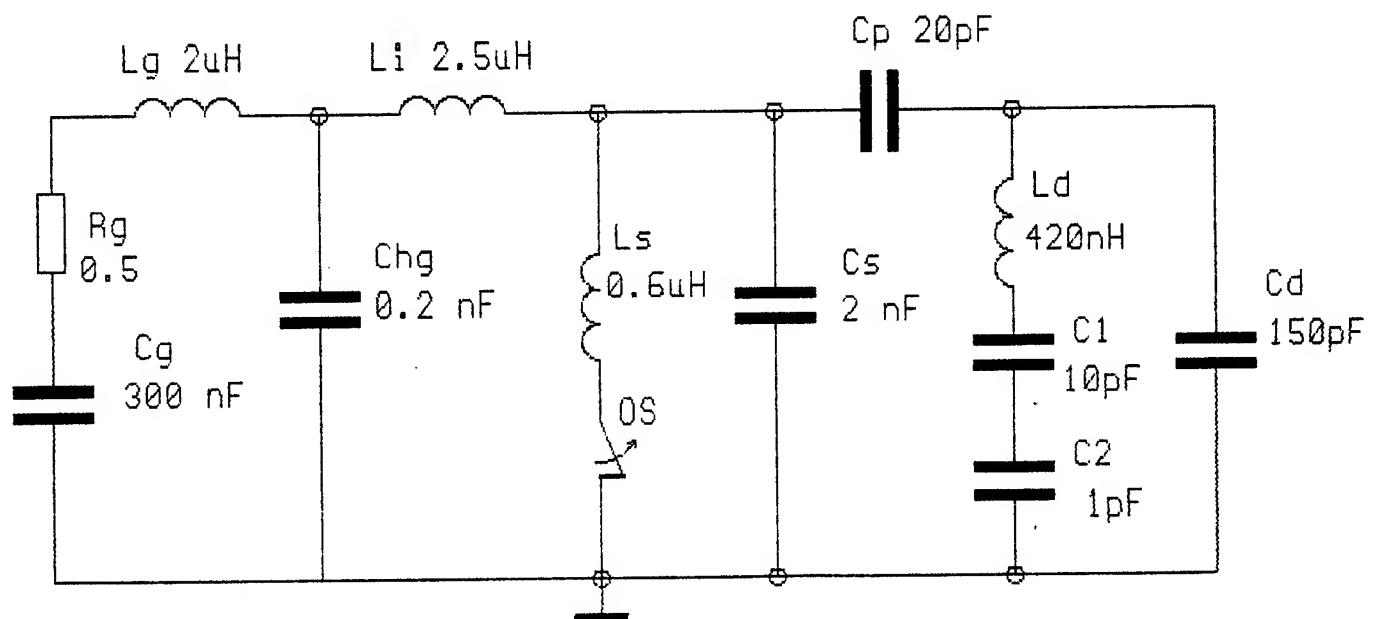 Cp 20pF
Lg 2uH
Li 2.5uH
Rg
0.5
Chg
0.2 nF
Ls
0.6uH
Cs
2 nF
Ld
420nH
Cd
150pF
C1
10pF
Cg
300 nF
OS
C2
1pF